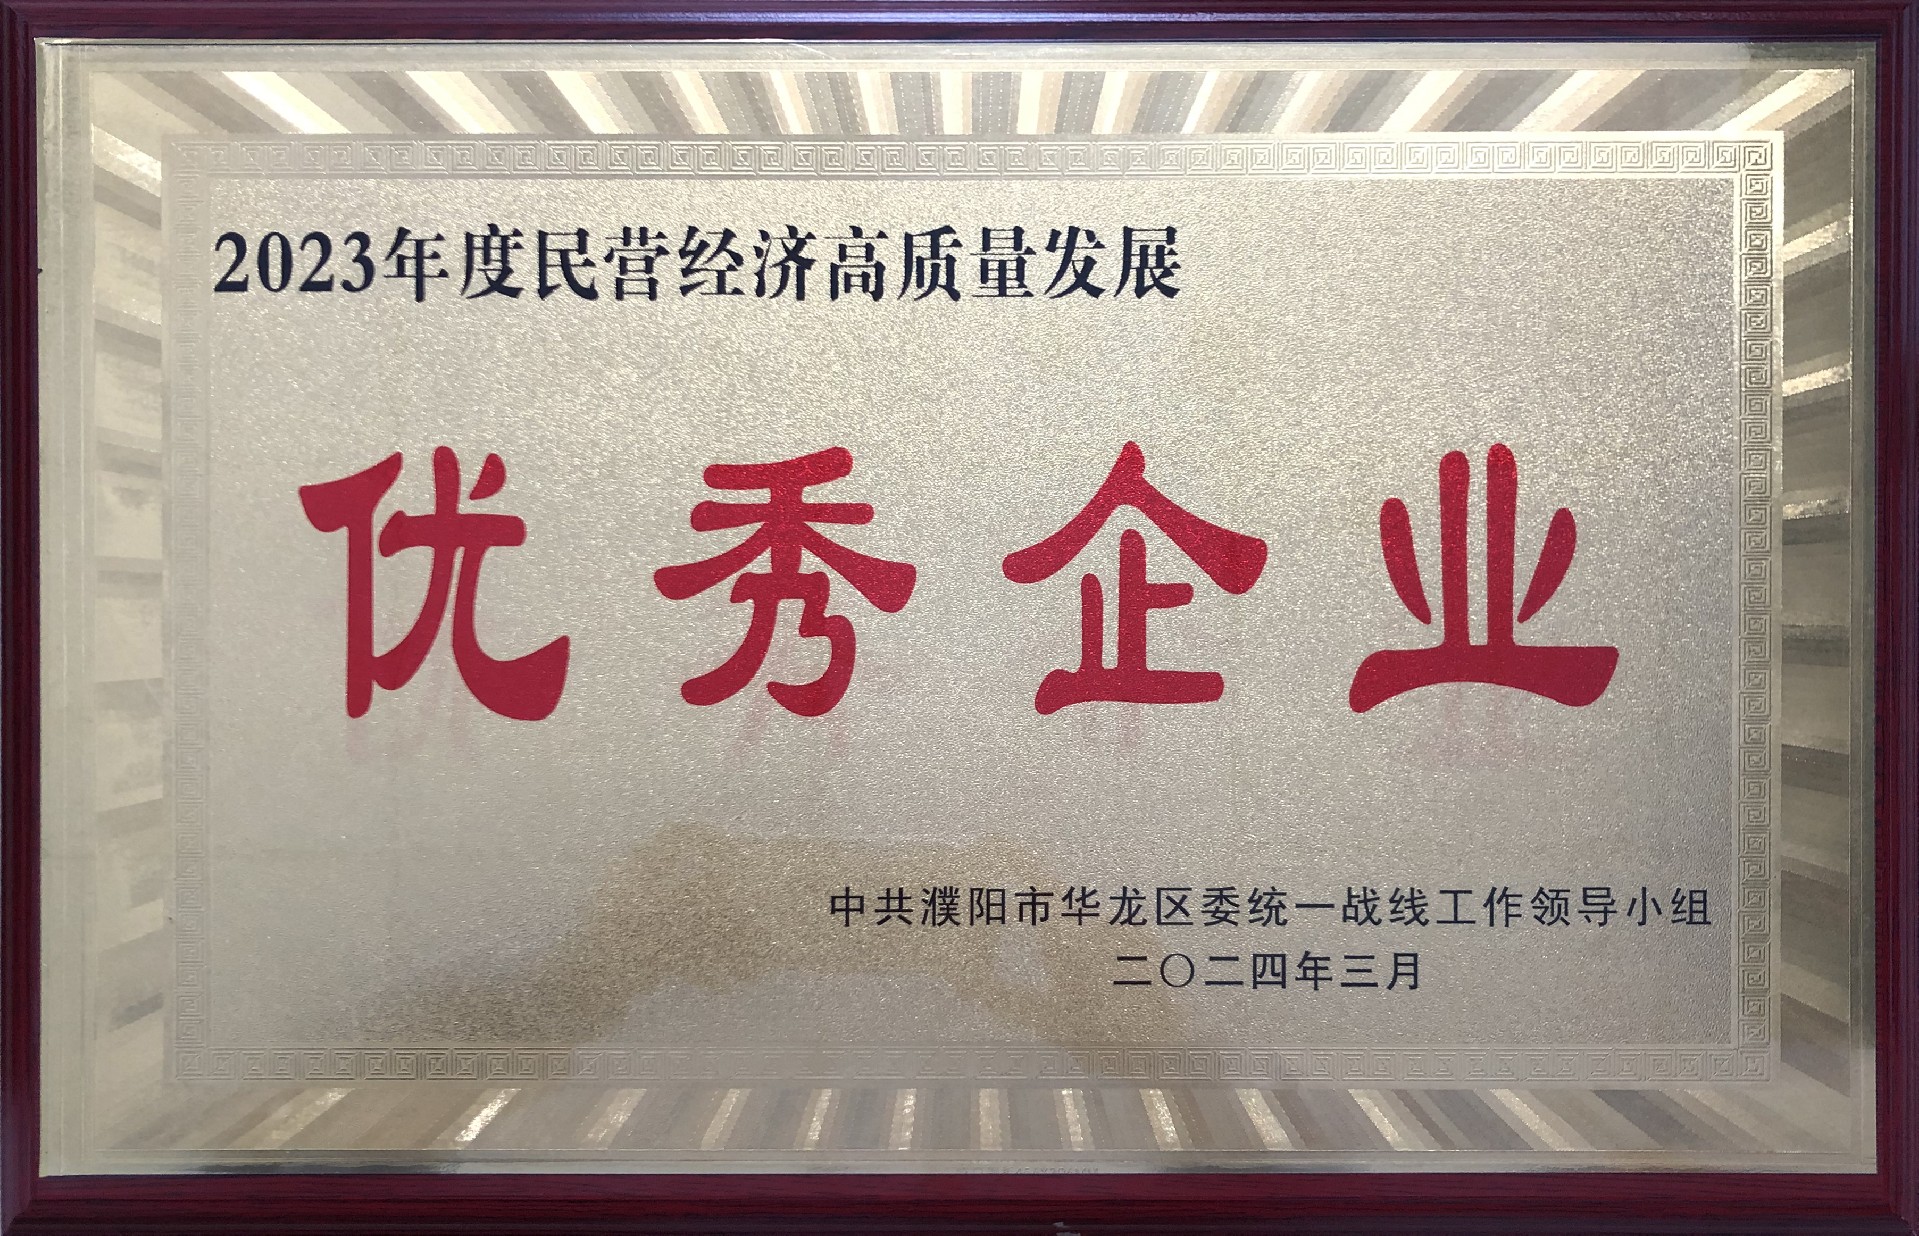 2023年度民营经济高质量发展
优秀企业
中共濮阳市华龙区委统一战线工作领导小组
二〇二四年三月